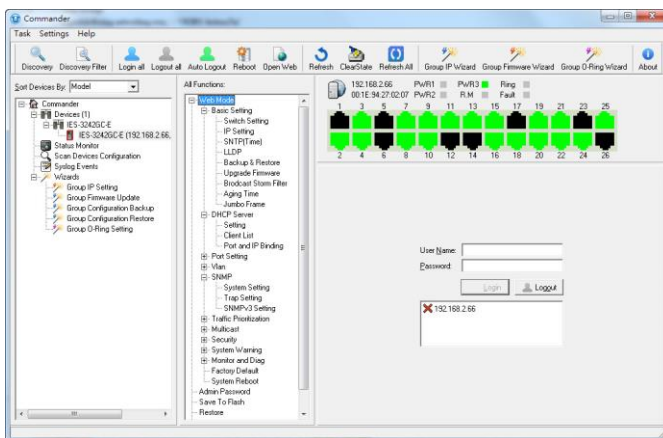 Commander
Task Settings Help
Discovery Discovery Filter Login all Logout all Auto Logout Reboot Open Web Refresh ClearState Refresh All Group IP Wizard Group Firmware Wizard Group O-Ring Wizard About
Sort Devices By: Model
Commander
Devices (1)
IES-3242GC-E
IES-3242GC-E (192.168.2.66,
Status Monitor
Scan Devices Configuration
Syslog Events
Wizards
Group IP Setting
Group Firmware Update
Group Configuration Backup
Group Configuration Restore
Group O-Ring Setting
All Functions:
Web Mode
Basic Setting
Switch Setting
IP Setting
SNTP(Time)
LLDP
Backup & Restore
Upgrade Firmware
Brodcast Storm Filter
Aging Time
Jumbo Frame
DHCP Server
Setting
Client List
Port and IP Binding
Port Setting
Vlan
SNMP
System Setting
Trap Setting
SNMPv3 Setting
Traffic Prioritization
Multicast
Security
System Warning
Monitor and Diag
Factory Default
System Reboot
Admin Password
Save To Flash
Restore
192.168.2.66 PWR1 PWR3 Ring
00:1E:94:27:02:07 PWR2 R.M Fault
1 3 5 7 9 11 13 15 17 19 21 23 25
2 4 6 8 10 12 14 16 18 20 22 24 26
User Name:
Password:
Login Logout
192.168.2.66